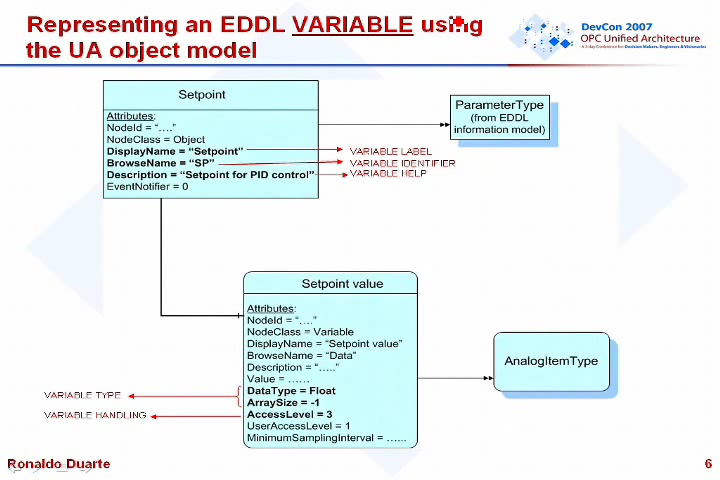 Representing an EDDL VARIABLE using
the UA object model
DevCon 2007
OPC Unified Architecture
A 3-day Conference for Decision Makers, Engineers & Visionaries
Setpoint
Attributes:
NodeId = “….”
NodeClass = Object
DisplayName = “Setpoint”
BrowseName = “SP”
Description = “Setpoint for PID control”
EventNotifier = 0
ParameterType
(from EDDL
information model)
VARIABLE LABEL
VARIABLE IDENTIFIER
VARIABLE HELP
Setpoint value
Attributes:
NodeId = “….”
NodeClass = Variable
DisplayName = “Setpoint value”
BrowseName = “Data”
Description = “…..”
Value = ……
DataType = Float
ArraySize = -1
AccessLevel = 3
UserAccessLevel = 1
MinimumSamplingInterval = …...
VARIABLE TYPE
VARIABLE HANDLING
AnalogItemType
Ronaldo Duarte
6